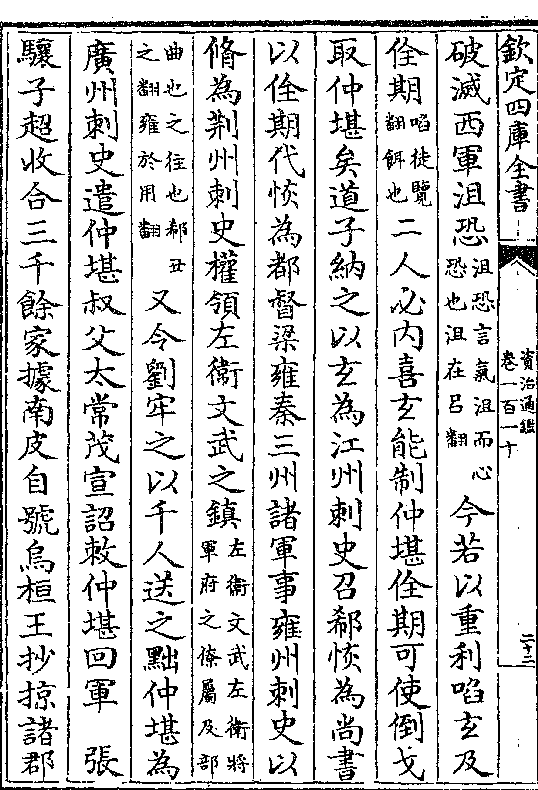 欽定四庫全書
資治通鑑
卷一百一十
二十三
破滅西軍沮恐沮恐言氣沮而心恐也沮在呂翻今若以重利啗玄及
佺期啗徒覽翻餌也二人必內喜玄能制仲堪佺期可使倒戈
取仲堪矣道子納之以玄為江州刺史召郗恢為尚書
以佺期代恢為都督梁雍秦三州諸軍事雍州刺史以
脩為荆州刺史權領左衞文武之鎮左衞文武左衞將軍府之僚屬及部
曲也之往也郗丑之翻雍於用翻又令劉牢之以千人送之黜仲堪為
廣州刺史遣仲堪叔父太常茂宣詔敕仲堪回軍　張
驤子超收合三千餘家據南皮自號烏桓王抄掠諸郡